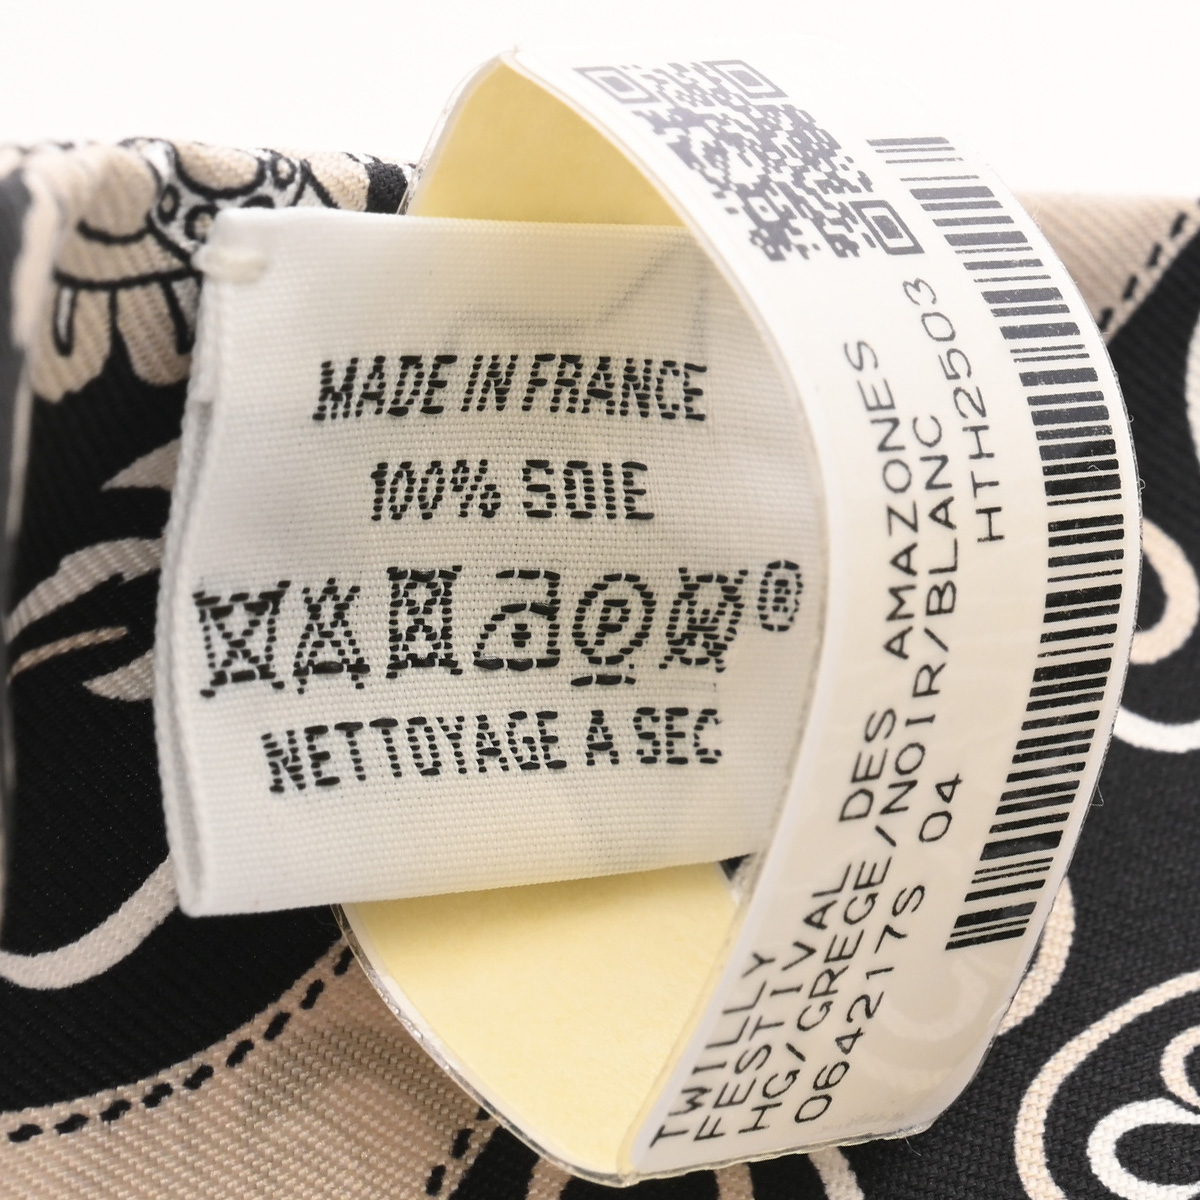 MADE IN FRANCE
100% SOIE
P
®
NETTOYAGE A SEC
TWILLY
FESTIVAL DES AMAZONES
HG/GREGE/NOIR/BLANC
064217S 04 HTH2503